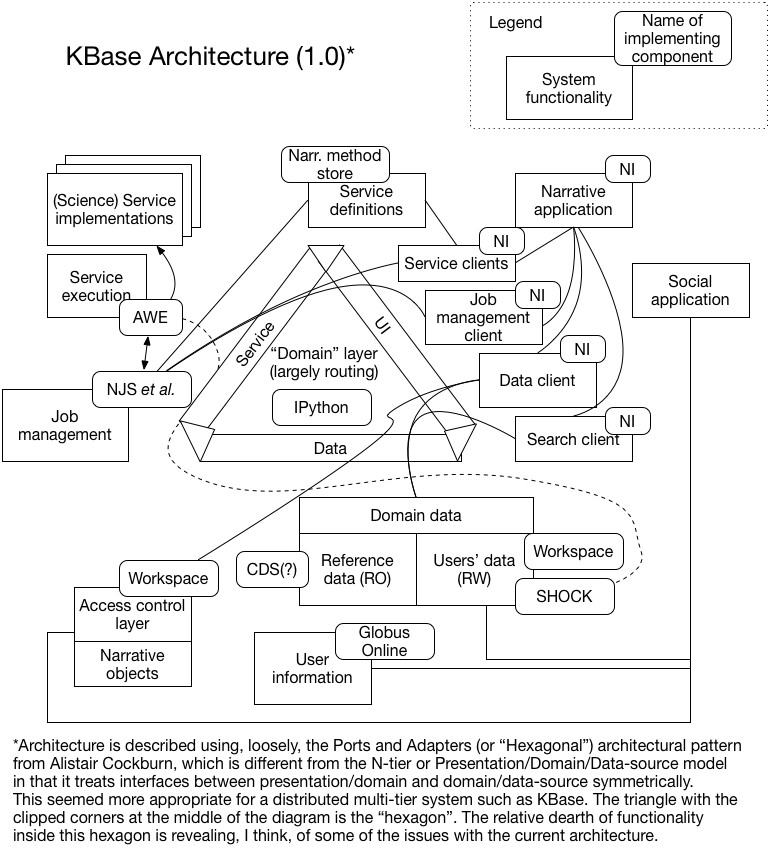 KBase Architecture (1.0)*
Legend
Name of
implementing
component
System
functionality
Narr. method
store
Service
definitions
NI
Narrative
application
(Science) Service
implementations
NI
Service clients
Service
execution
AWE
NI
Job
management
client
Social
application
Service
UI
"Domain" layer
(largely routing)
IPython
Data
NI
Data client
NJS et al.
Job
management
NI
Search client
Domain data
Reference
data (RO)
Users' data
(RW)
CDS(?)
Workspace
SHOCK
Workspace
Access control
layer
Narrative
objects
Globus
Online
User
information
*Architecture is described using, loosely, the Ports and Adapters (or "Hexagonal") architectural pattern
from Alistair Cockburn, which is different from the N-tier or Presentation/Domain/Data-source model
in that it treats interfaces between presentation/domain and domain/data-source symmetrically.
This seemed more appropriate for a distributed multi-tier system such as KBase. The triangle with the
clipped corners at the middle of the diagram is the "hexagon". The relative dearth of functionality
inside this hexagon is revealing, I think, of some of the issues with the current architecture.